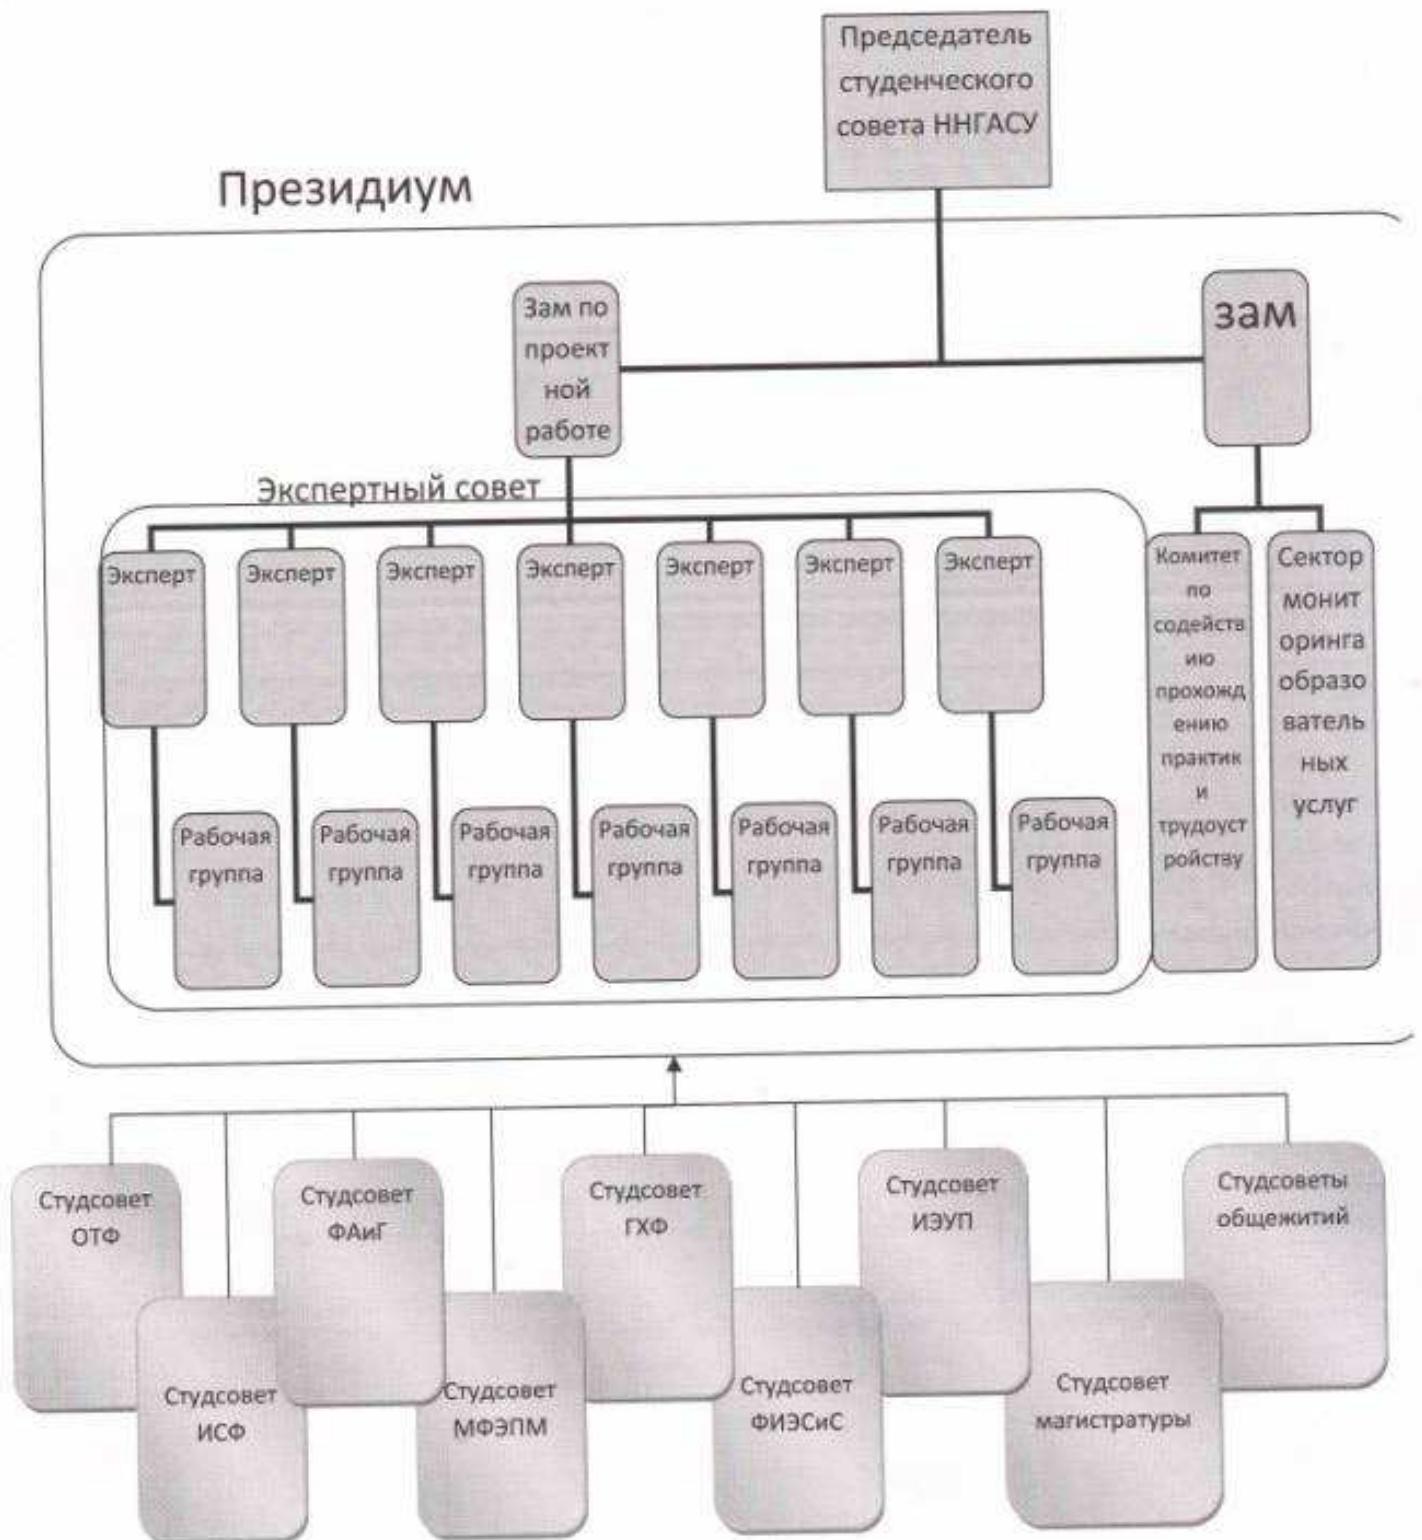 Председатель
студенческого
совета ННГАСУ
Президиум
Зам по
проект
ной
работе
зам
Экспертный совет
Эксперт
Эксперт
Эксперт
Эксперт
Эксперт
Эксперт
Эксперт
Комитет
по
содейств
ию
прохожд
ению
практик
и
трудоуст
ройству
Сектор
монит
оринга
образо
ватель
ных
услуг
Рабочая
группа
Рабочая
группа
Рабочая
группа
Рабочая
группа
Рабочая
группа
Рабочая
группа
Рабочая
группа
Студсовет
ОТФ
Студсовет
ФАиГ
Студсовет
ГХФ
Студсовет
ИЭУП
Студсоветы
общежитий
Студсовет
ИСФ
Студсовет
МФЭПМ
Студсовет
ФИЭСиС
Студсовет
магистратуры